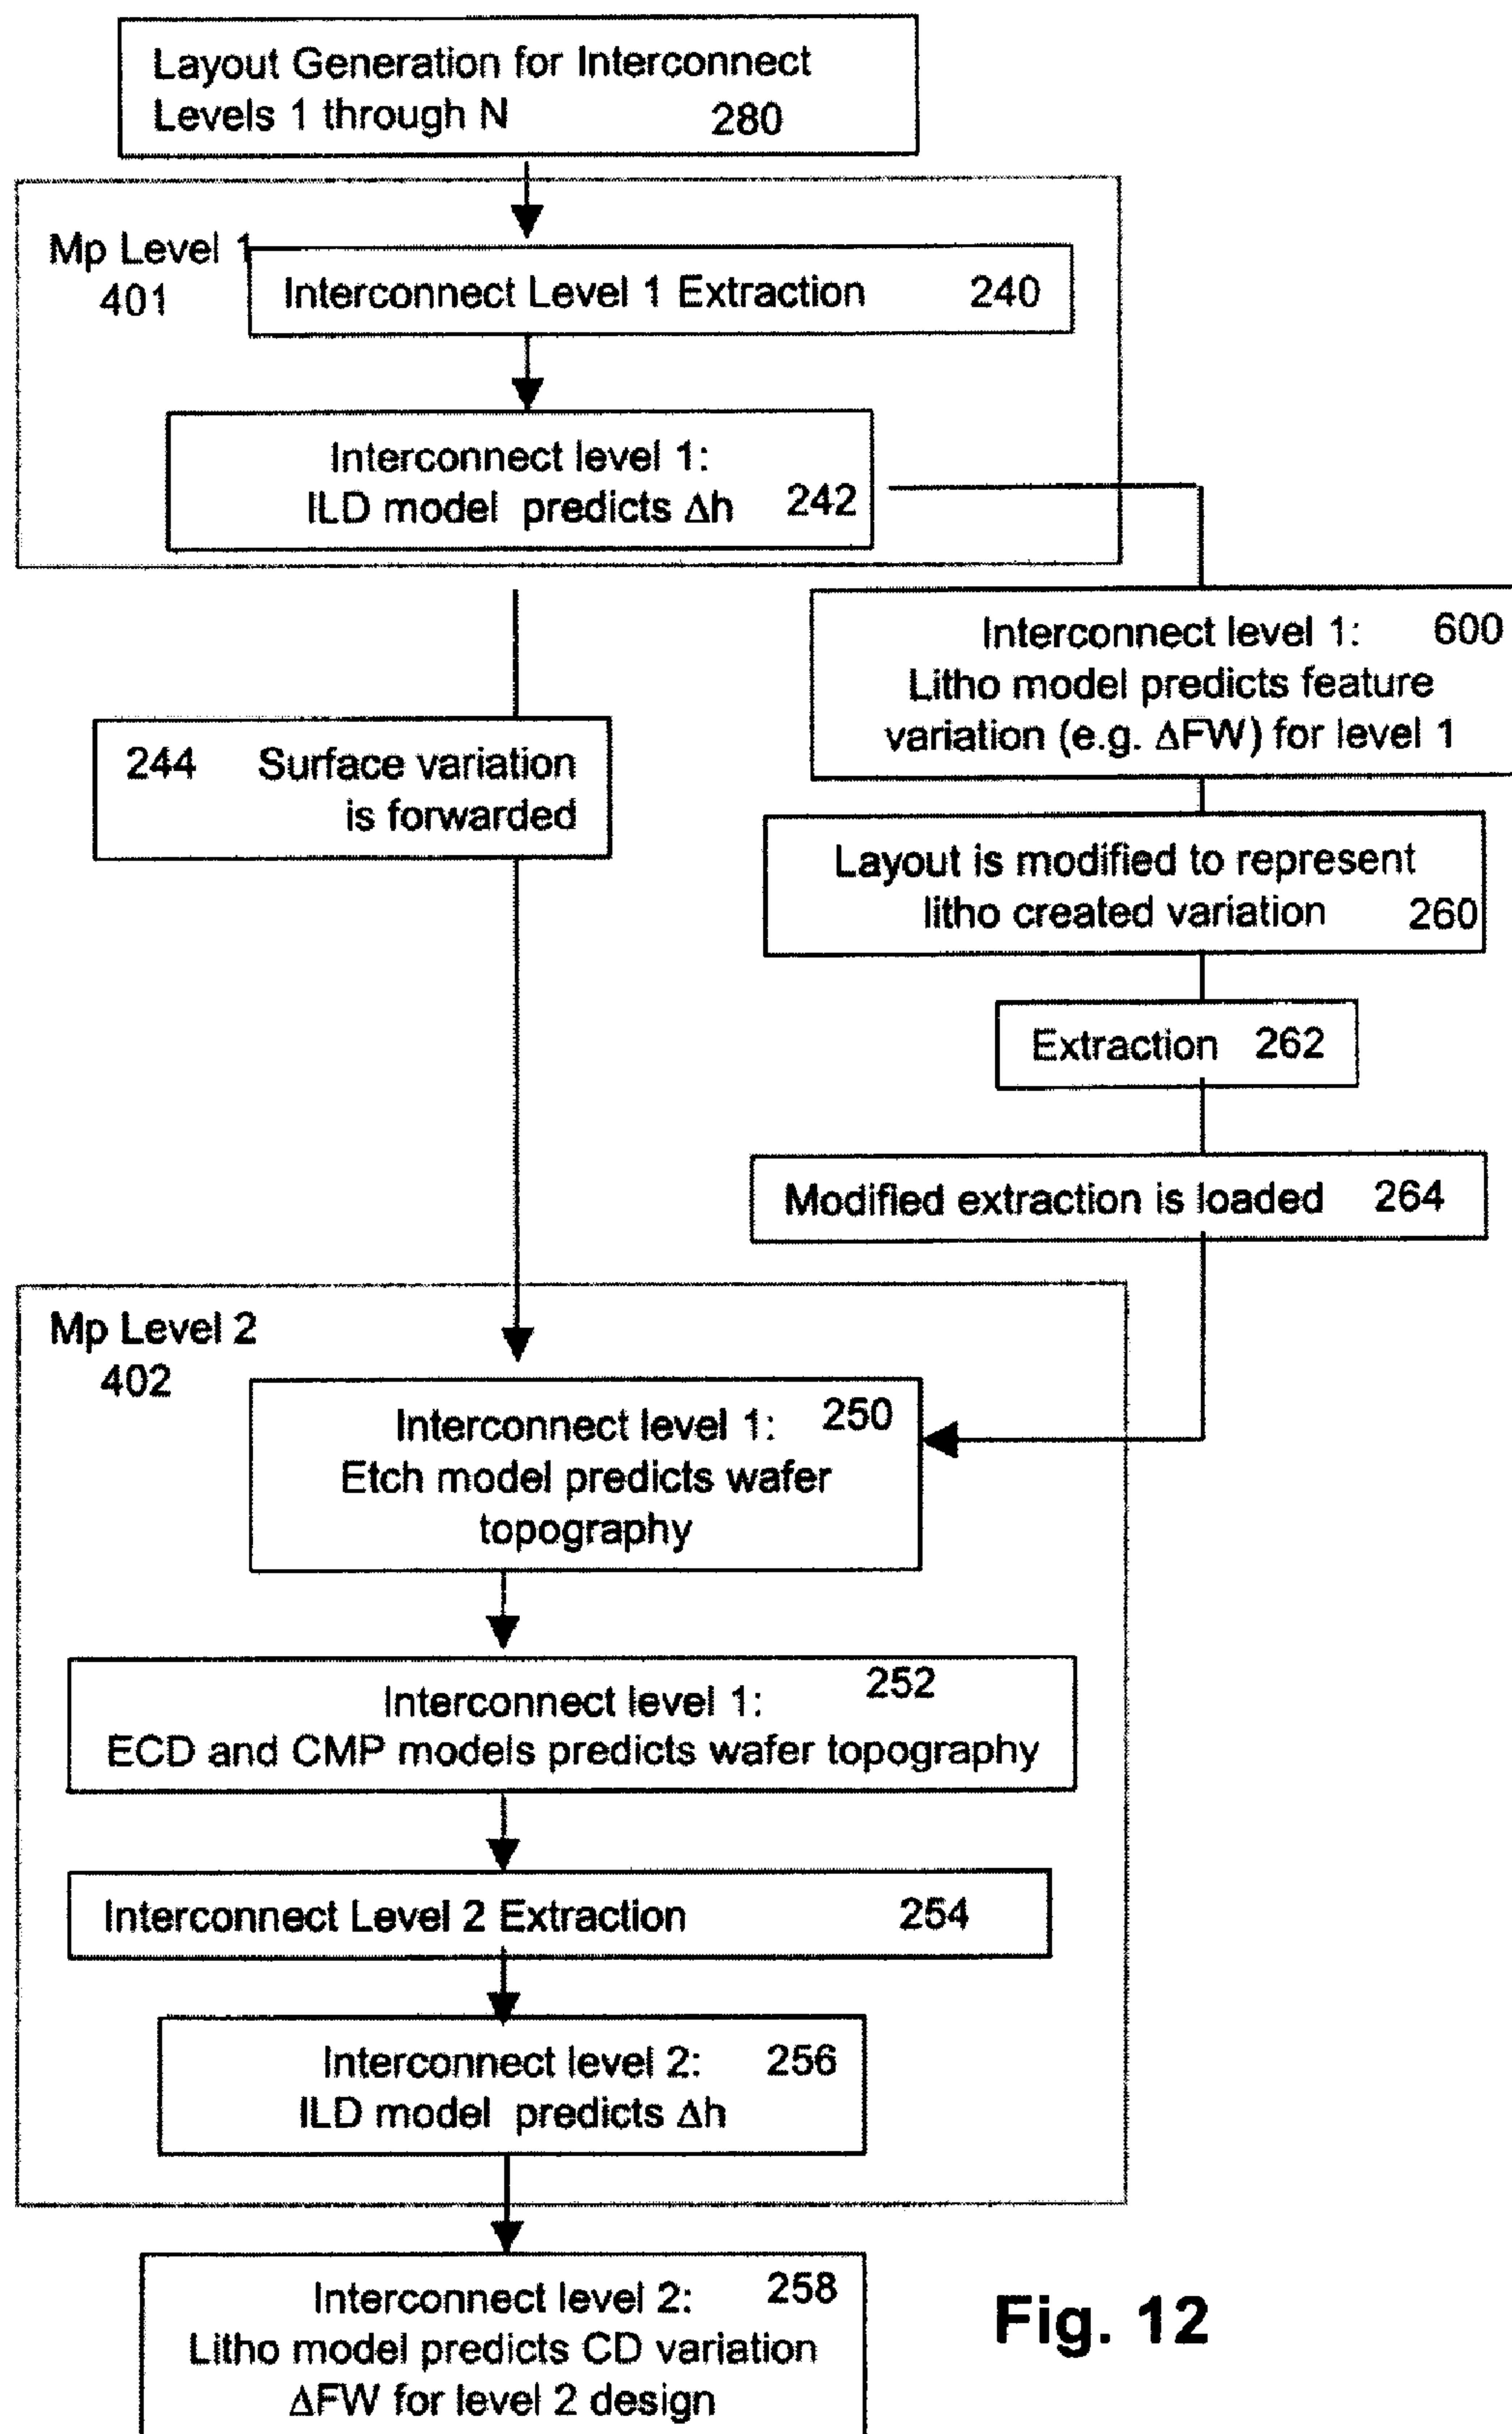 Layout Generation for Interconnect
Levels 1 through N 280
Mp Level 1
401
Interconnect Level 1 Extraction 240
Interconnect level 1:
ILD model predicts Δh 242
Interconnect level 1: 600
Litho model predicts feature
variation (e.g. ΔFW) for level 1
244 Surface variation
is forwarded
Layout is modified to represent
litho created variation 260
Extraction 262
Modified extraction is loaded 264
Mp Level 2
402
Interconnect level 1: 250
Etch model predicts wafer
topography
Interconnect level 1: 252
ECD and CMP models predicts wafer topography
Interconnect Level 2 Extraction 254
Interconnect level 2: 256
ILD model predicts Δh
Interconnect level 2: 258
Litho model predicts CD variation
ΔFW for level 2 design
Fig. 12